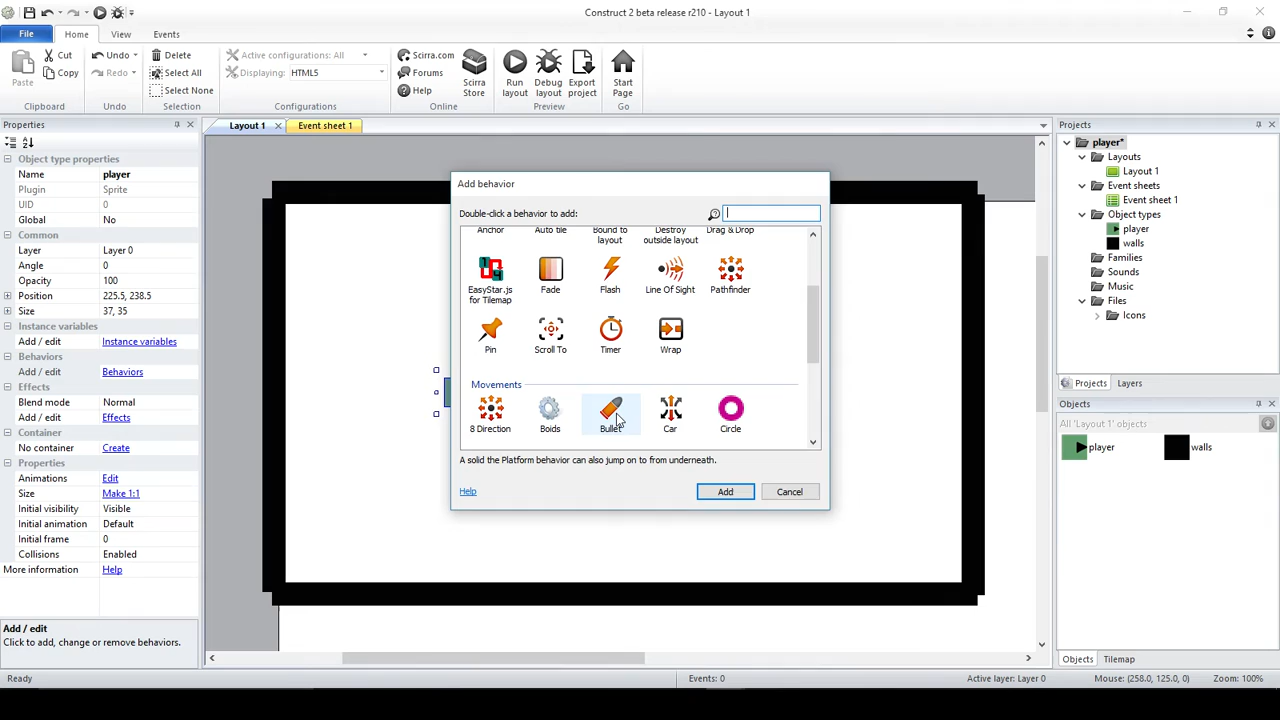 Construct 2 beta release r210 - Layout 1
File
Home
View
Events
Paste
Cut
Copy
Clipboard
Undo
Redo
Undo
Delete
Select All
Select None
Selection
Active configurations: All
Displaying: HTML5
Configurations
Scirra.com
Forums
Help
Scirra Store
Online
Run layout
Debug layout
Export project
Preview
Start Page
Go
Properties
Object type properties
Name player
Plugin Sprite
UID 0
Global No
Common
Layer Layer 0
Angle 0
Opacity 100
Position 225.5, 238.5
Size 37, 35
Instance variables
Add / edit Instance variables
Behaviors
Add / edit Behaviors
Effects
Blend mode Normal
Add / edit Effects
Container
No container Create
Properties
Animations Edit
Size Make 1:1
Initial visibility Visible
Initial animation Default
Initial frame 0
Collisions Enabled
More information Help
Add / edit
Click to add, change or remove behaviors.
Layout 1
Event sheet 1
Add behavior
Double-click a behavior to add:
Anchor
Auto tile
Bound to layout
Destroy outside layout
Drag & Drop
EasyStar.js for Tilemap
Fade
Flash
Line Of Sight
Pathfinder
Pin
Scroll To
Timer
Wrap
Movements
8 Direction
Boids
Bullet
Car
Circle
A solid the Platform behavior can also jump on to from underneath.
Help
Add
Cancel
Projects
player*
Layouts
Layout 1
Event sheets
Event sheet 1
Object types
player
walls
Families
Sounds
Music
Files
Icons
Projects
Layers
Objects
All 'Layout 1' objects
player
walls
Objects
Tilemap
Ready
Events: 0
Active layer: Layer 0
Mouse: (258.0, 125.0, 0)
Zoom: 100%